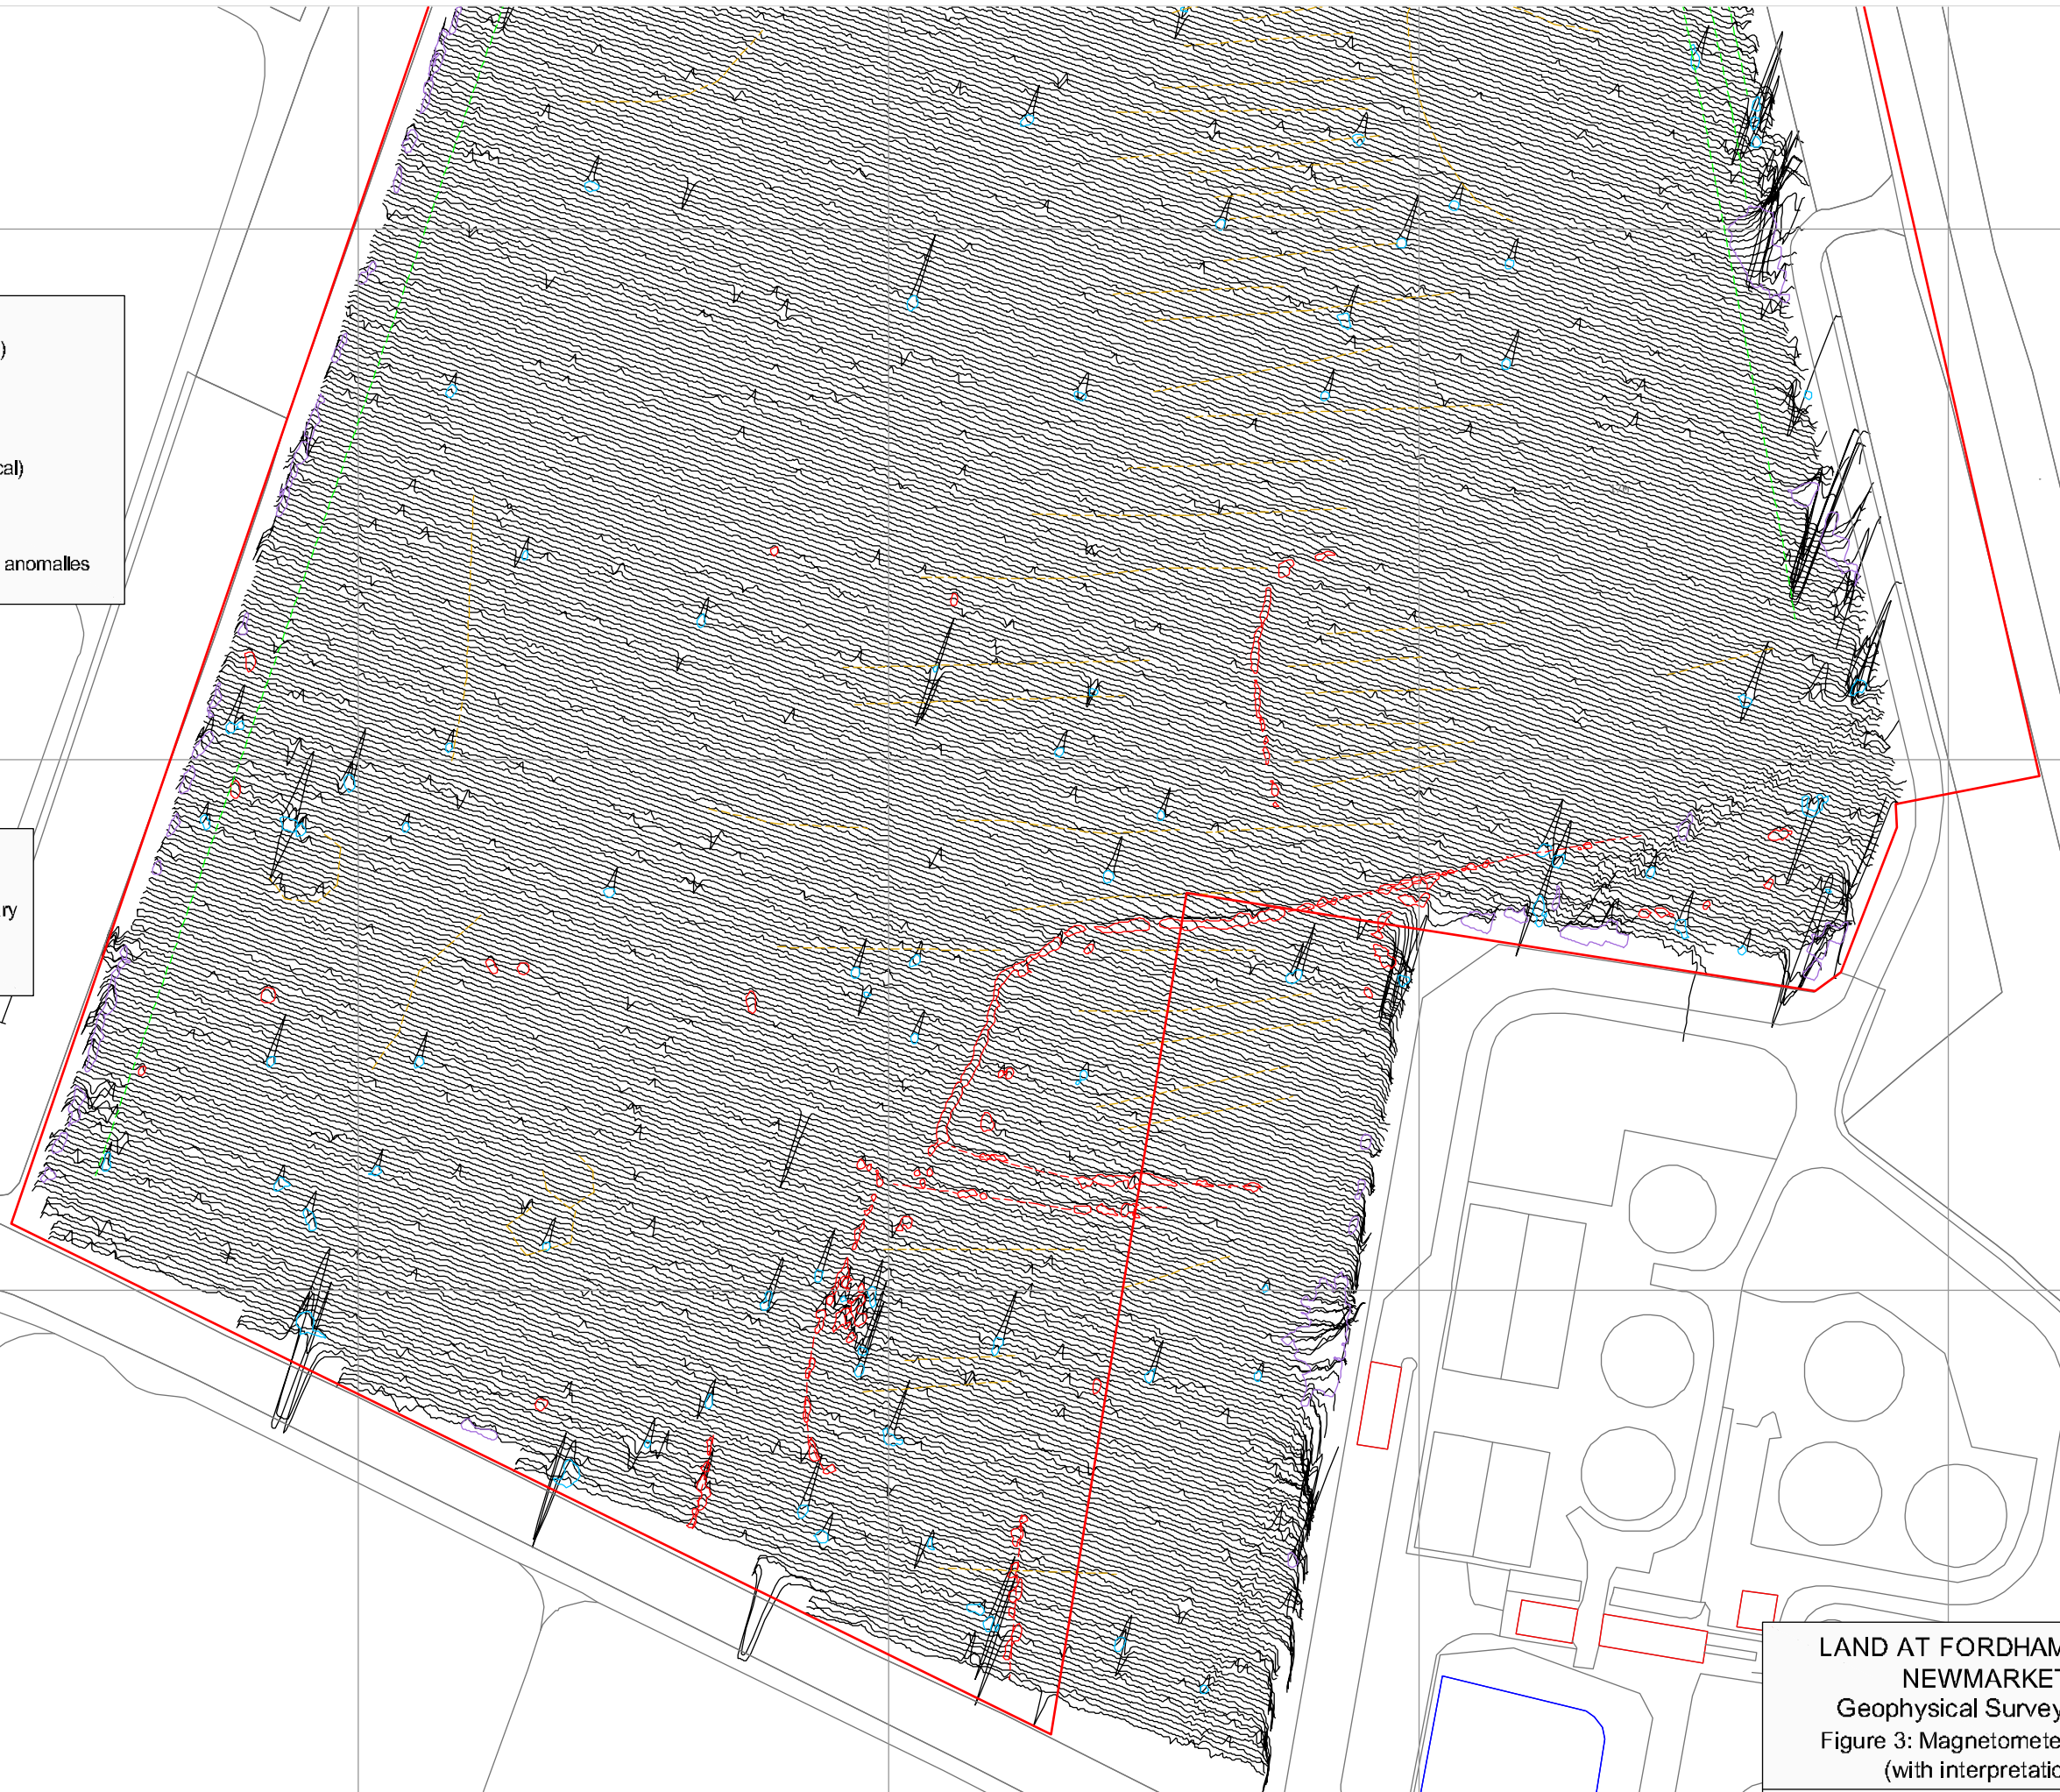 )
cal)
anomalies
ry
LAND AT FORDHAM
NEWMARKET
Geophysical Survey
Figure 3: Magnetomete
(with interpretatio